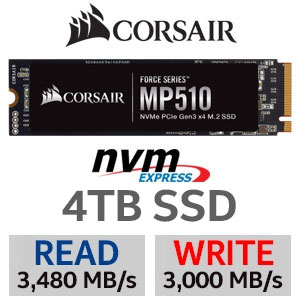 CORSAIR
CORSAIR
FORCE SERIES™
MP510
NVMe PCIe Gen3 x4 M.2 SSD
nvm
EXPRESS
4TB SSD
READ WRITE
3,480 MB/s 3,000 MB/s